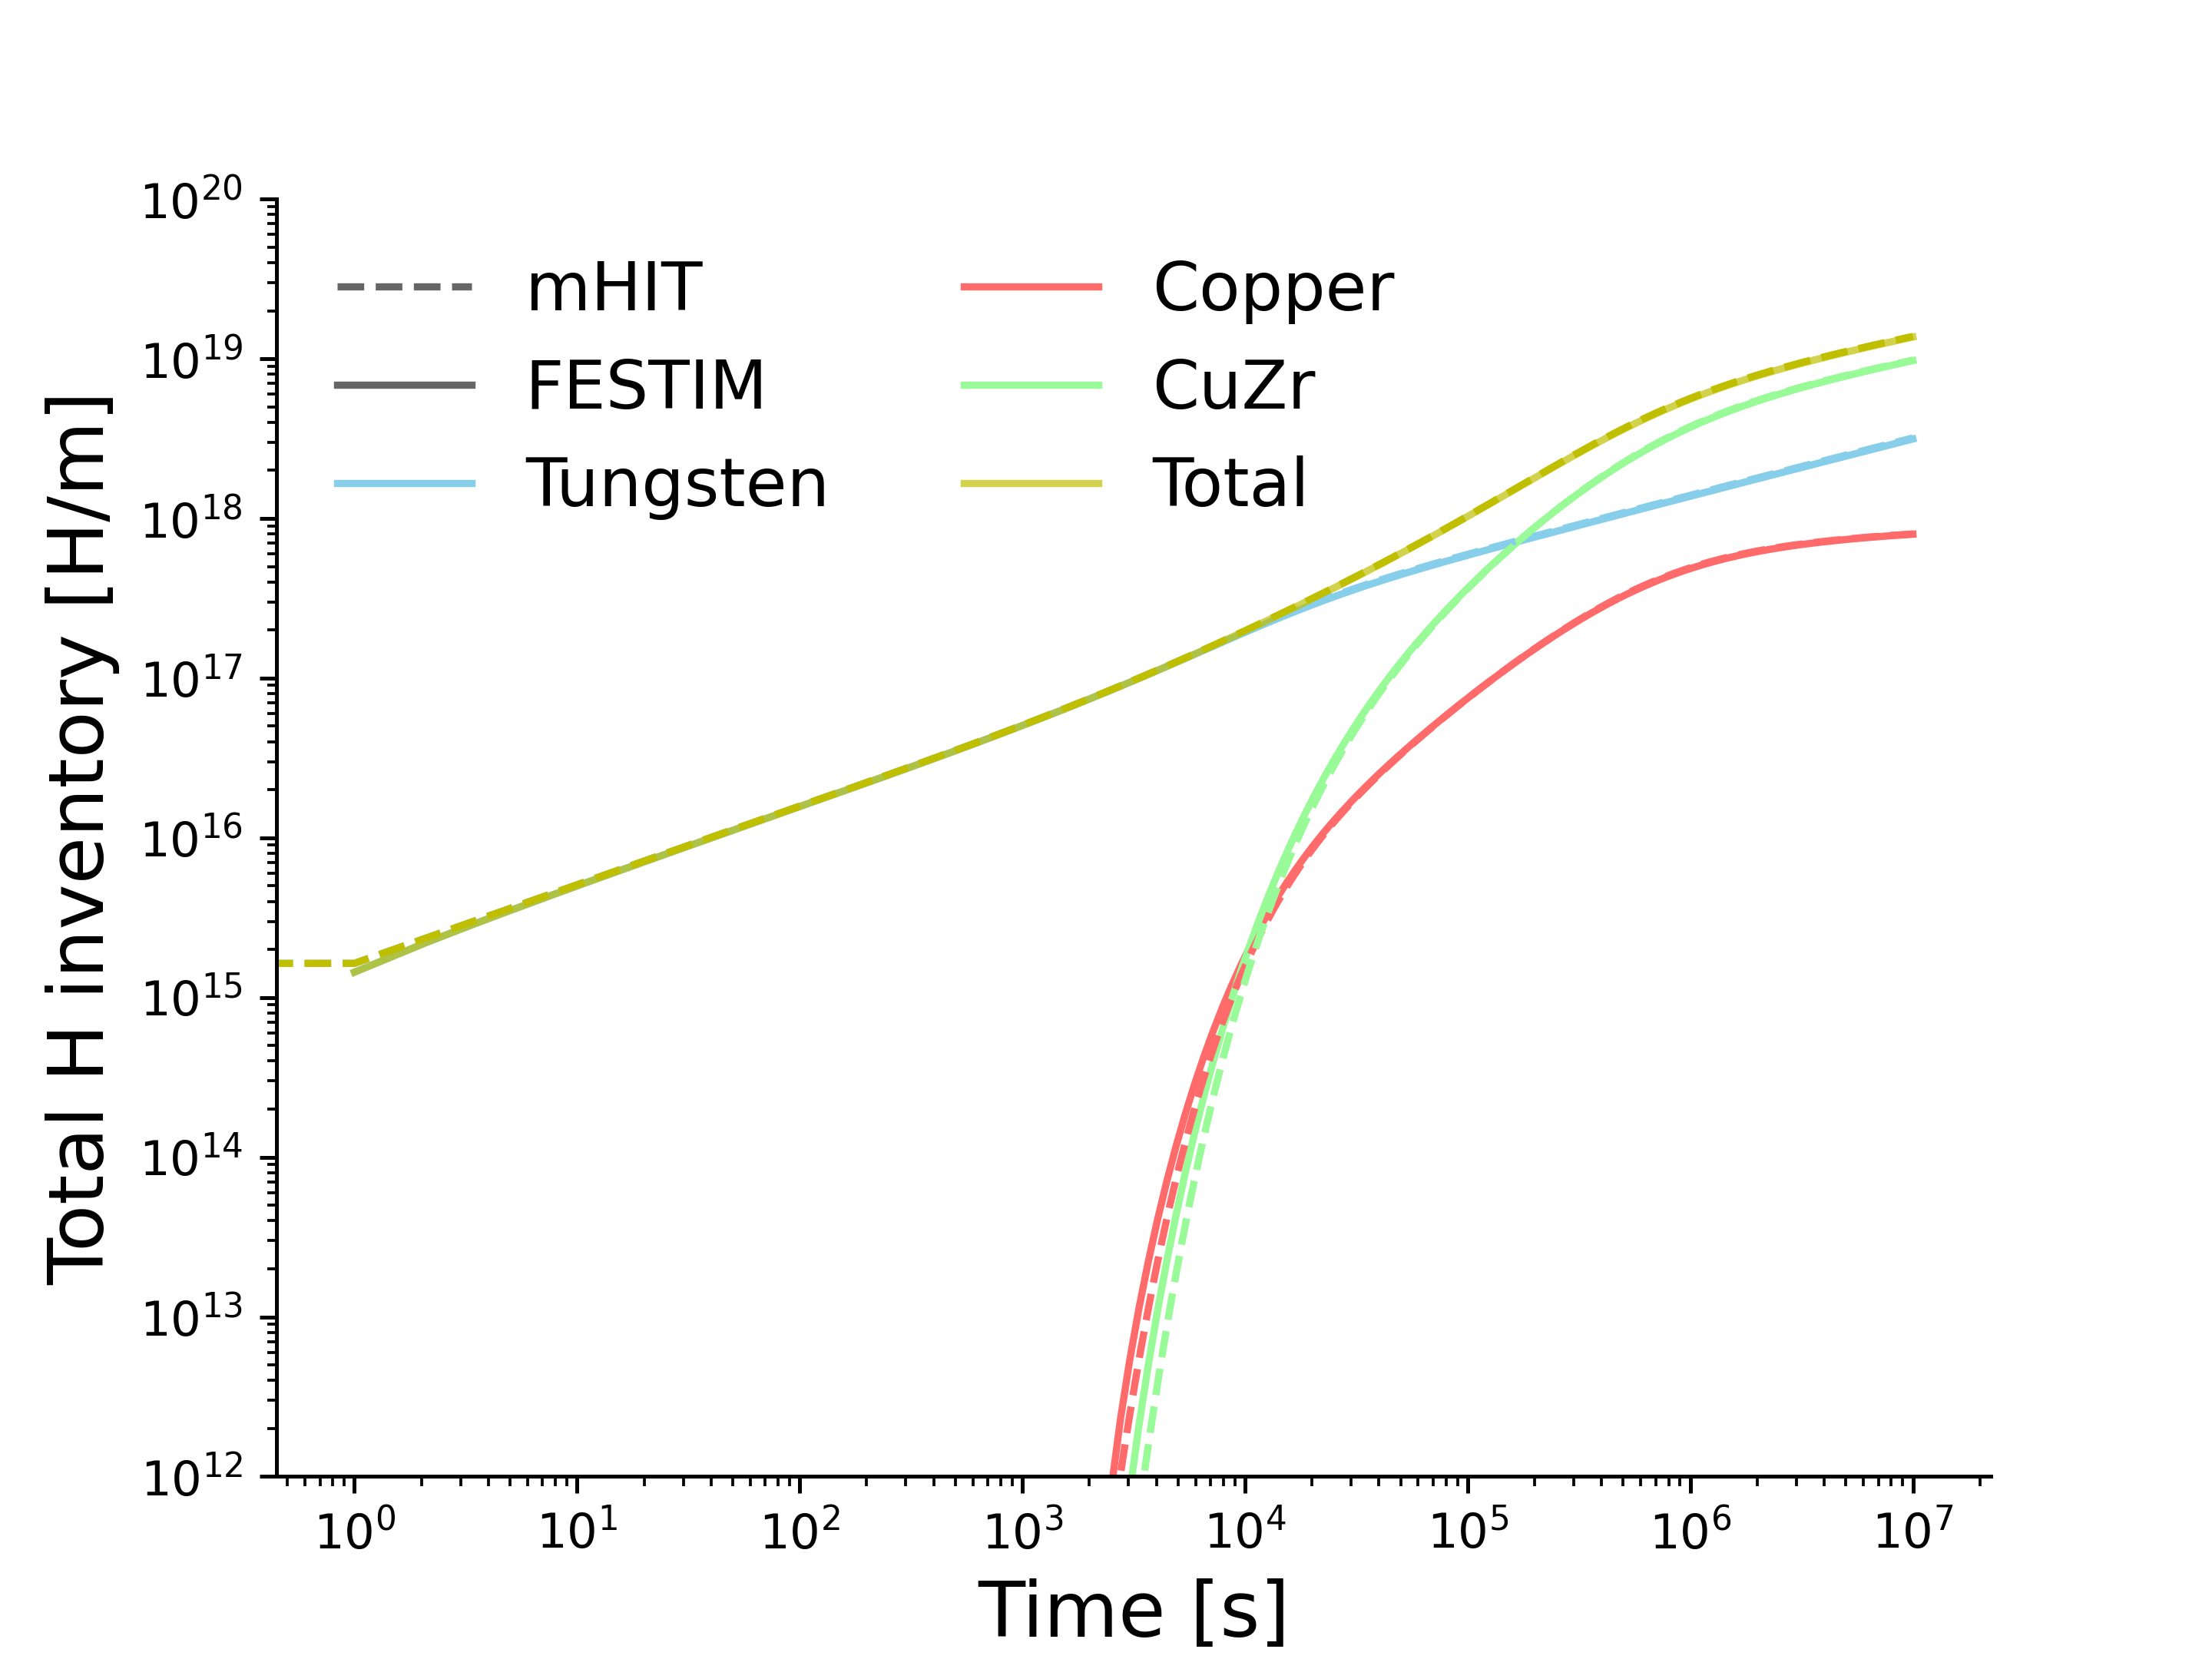 10^20
10^19
10^18
10^17
10^16
10^15
10^14
10^13
10^12
Total H inventory [H/m]
mHIT
FESTIM
Tungsten
Copper
CuZr
Total
10^0 10^1 10^2 10^3 10^4 10^5 10^6 10^7
Time [s]